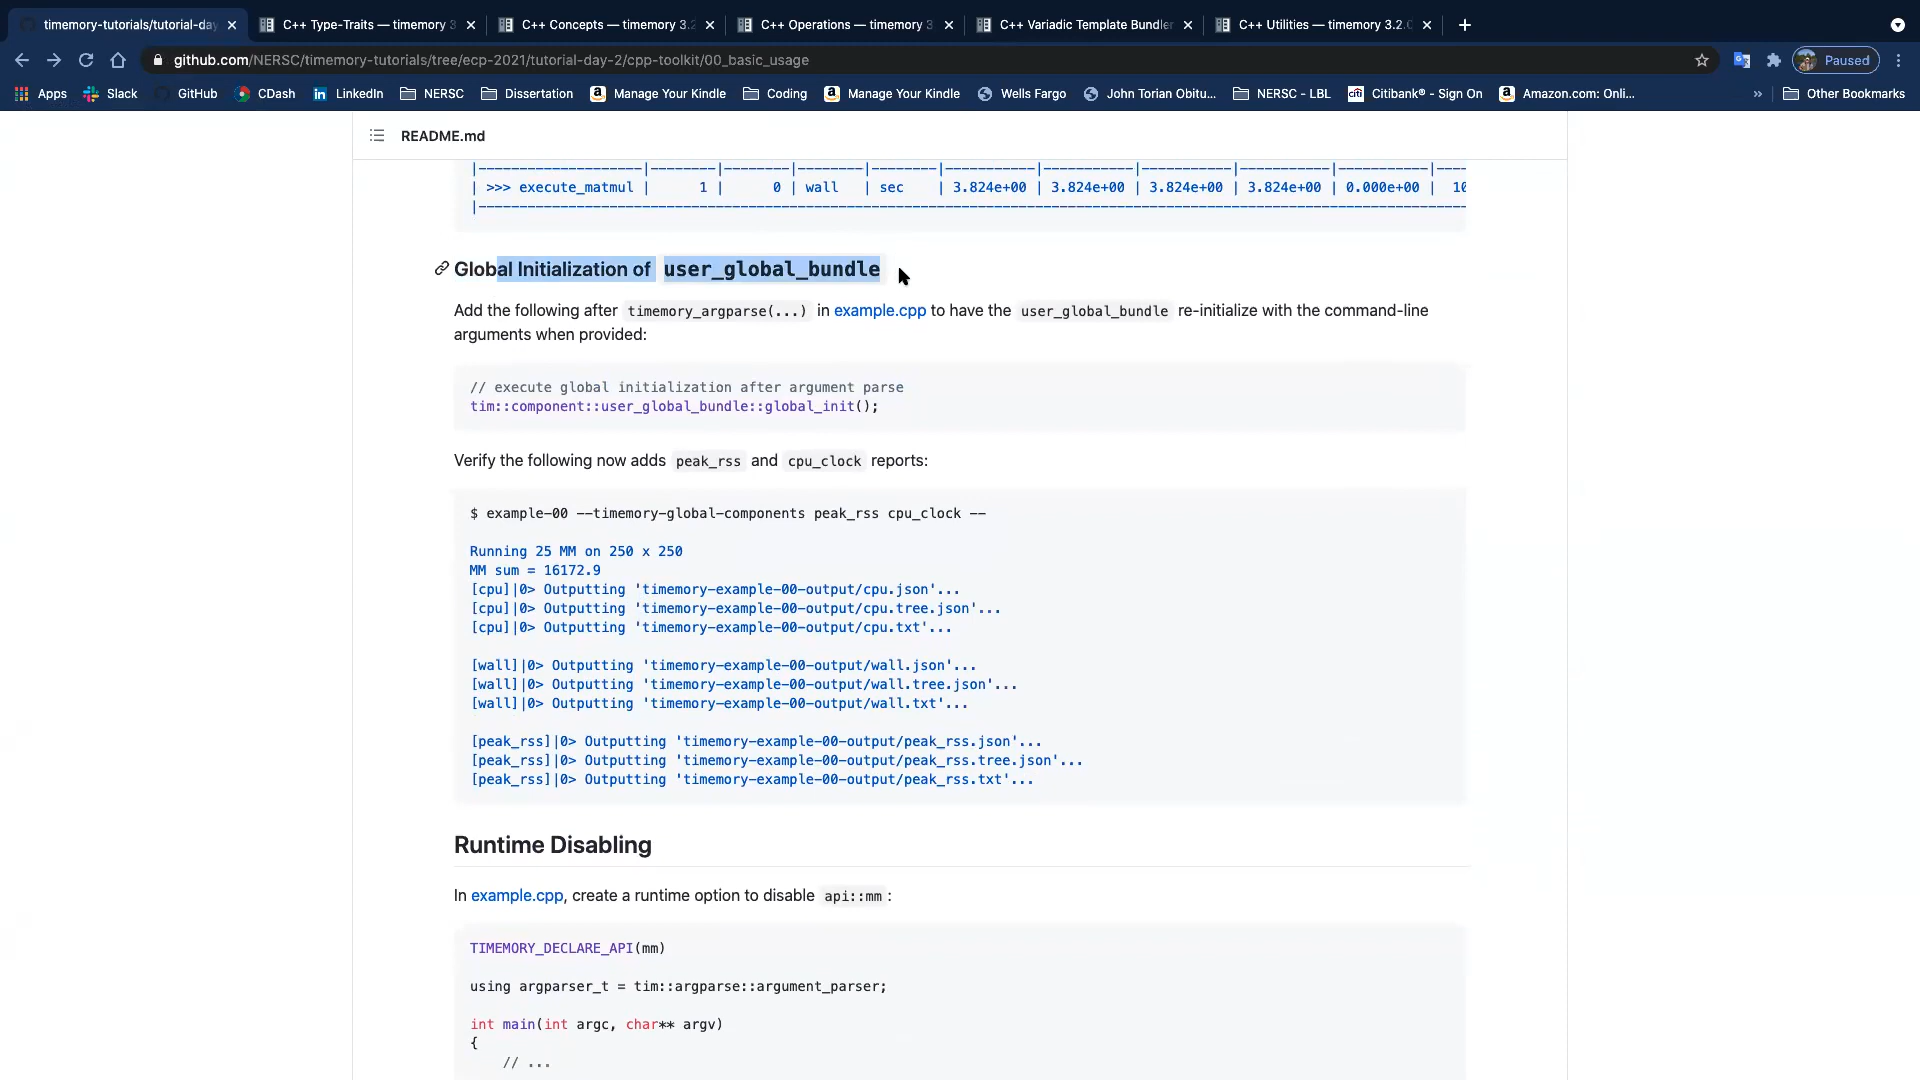 timemory-tutorials/tutorial-day
C++ Type-Traits — timemory 3
C++ Concepts — timemory 3.2
C++ Operations — timemory 3
C++ Variadic Template Bundler
C++ Utilities — timemory 3.2.0
github.com/NERSC/timemory-tutorials/tree/ecp-2021/tutorial-day-2/cpp-toolkit/00_basic_usage
Paused
Apps Slack GitHub CDash LinkedIn NERSC Dissertation Manage Your Kindle Coding Manage Your Kindle Wells Fargo John Torian Obitu... NERSC - LBL Citibank® - Sign On Amazon.com: Onli... » Other Bookmarks
README.md
| >>> execute_matmul | 1 | 0 | wall | sec | 3.824e+00 | 3.824e+00 | 3.824e+00 | 3.824e+00 | 0.000e+00 | 10
Global Initialization of user_global_bundle
Add the following after timemory_argparse(...) in example.cpp to have the user_global_bundle re-initialize with the command-line
arguments when provided:
// execute global initialization after argument parse
tim::component::user_global_bundle::global_init();
Verify the following now adds peak_rss and cpu_clock reports:
$ example-00 --timemory-global-components peak_rss cpu_clock --
Running 25 MM on 250 x 250
MM sum = 16172.9
[cpu]|0> Outputting 'timemory-example-00-output/cpu.json'...
[cpu]|0> Outputting 'timemory-example-00-output/cpu.tree.json'...
[cpu]|0> Outputting 'timemory-example-00-output/cpu.txt'...
[wall]|0> Outputting 'timemory-example-00-output/wall.json'...
[wall]|0> Outputting 'timemory-example-00-output/wall.tree.json'...
[wall]|0> Outputting 'timemory-example-00-output/wall.txt'...
[peak_rss]|0> Outputting 'timemory-example-00-output/peak_rss.json'...
[peak_rss]|0> Outputting 'timemory-example-00-output/peak_rss.tree.json'...
[peak_rss]|0> Outputting 'timemory-example-00-output/peak_rss.txt'...
Runtime Disabling
In example.cpp, create a runtime option to disable api::mm :
TIMEMORY_DECLARE_API(mm)
using argparser_t = tim::argparse::argument_parser;
int main(int argc, char** argv)
{
// ...